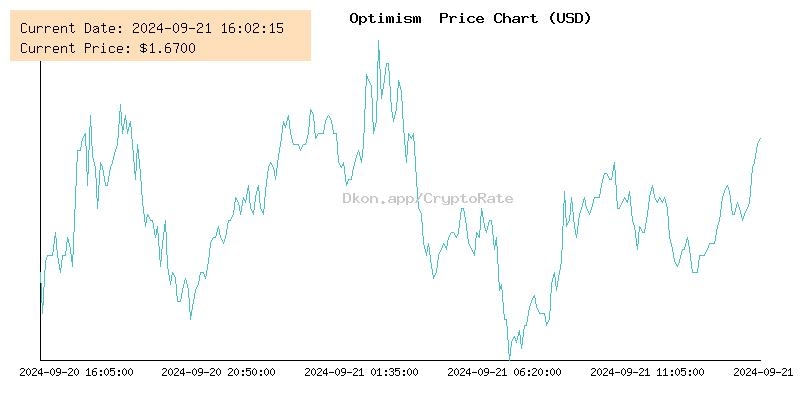 Optimism  Price Chart (USD)
Current Date: 2024-09-21 16:02:15
Current Price: $1.6700
Dkon.app/CryptoRate
2024-09-20 16:05:00 2024-09-20 20:50:00 2024-09-21 01:35:00 2024-09-21 06:20:00 2024-09-21 11:05:00 2024-09-21